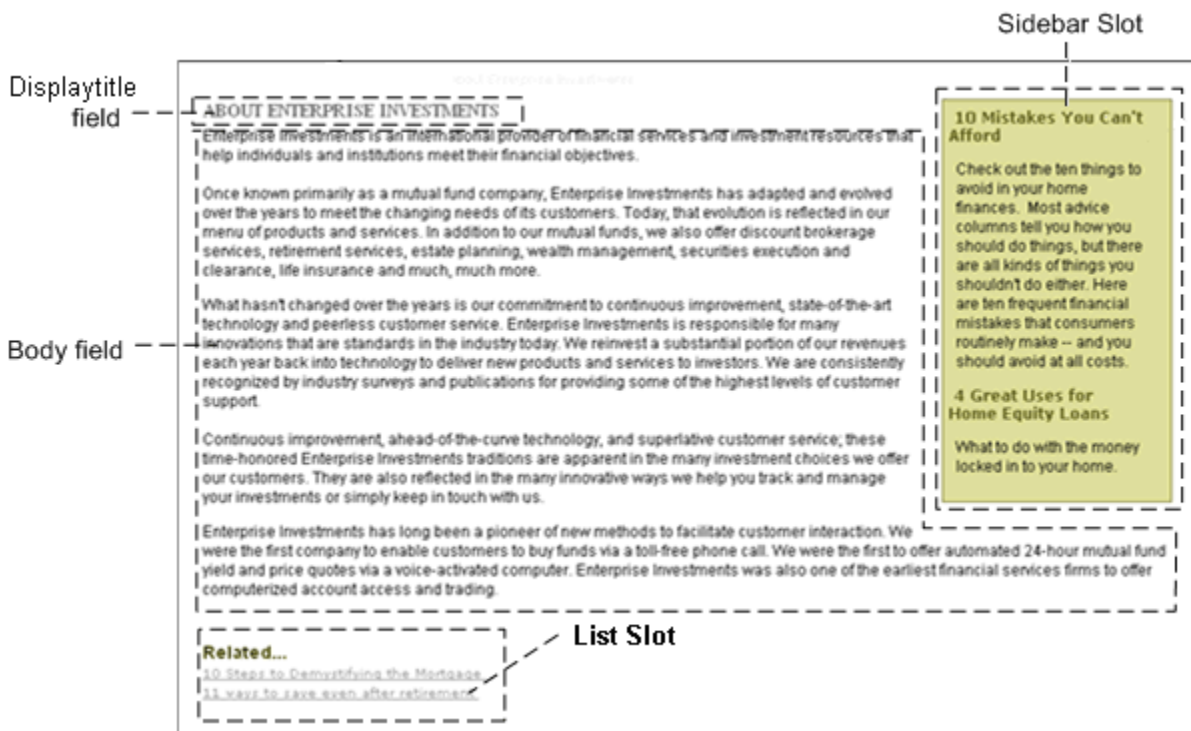 Sidebar Slot
Displaytitle
field
ABOUT ENTERPRISE INVESTMENTS
Enterprise Investments is an international provider of financial services and investment resources that
help individuals and institutions meet their financial objectives.
Once known primarily as a mutual fund company, Enterprise Investments has adapted and evolved
over the years to meet the changing needs of its customers. Today, that evolution is reflected in our
menu of products and services. In addition to our mutual funds, we also offer discount brokerage
services, retirement services, estate planning, wealth management, securities execution and
clearance, life insurance and much, much more.
What hasn't changed over the years is our commitment to continuous improvement, state-of-the-art
technology and peerless customer service. Enterprise Investments is responsible for many
innovations that are standards in the industry today. We reinvest a substantial portion of our revenues
each year back into technology to deliver new products and services to investors. We are consistently
recognized by industry surveys and publications for providing some of the highest levels of customer
support.
Body field
Continuous improvement, ahead-of-the-curve technology, and superlative customer service; these
time-honored Enterprise Investments traditions are apparent in the many investment choices we offer
our customers. They are also reflected in the many innovative ways we help you track and manage
your investments or simply keep in touch with us.
Enterprise Investments has long been a pioneer of new methods to facilitate customer interaction. We
were the first company to enable customers to buy funds via a toll-free phone call. We were the first to offer automated 24-hour mutual fund
yield and price quotes via a voice-activated computer. Enterprise Investments was also one of the earliest financial services firms to offer
computerized account access and trading.
10 Mistakes You Can't
Afford
Check out the ten things to
avoid in your home
finances. Most advice
columns tell you how you
should do things, but there
are all kinds of things you
shouldn't do either. Here
are ten frequent financial
mistakes that consumers
routinely make -- and you
should avoid at all costs.
4 Great Uses for
Home Equity Loans
What to do with the money
locked in to your home.
List Slot
Related...
10 Steps to Demystifying the Mortgage
11 ways to save even after retirement